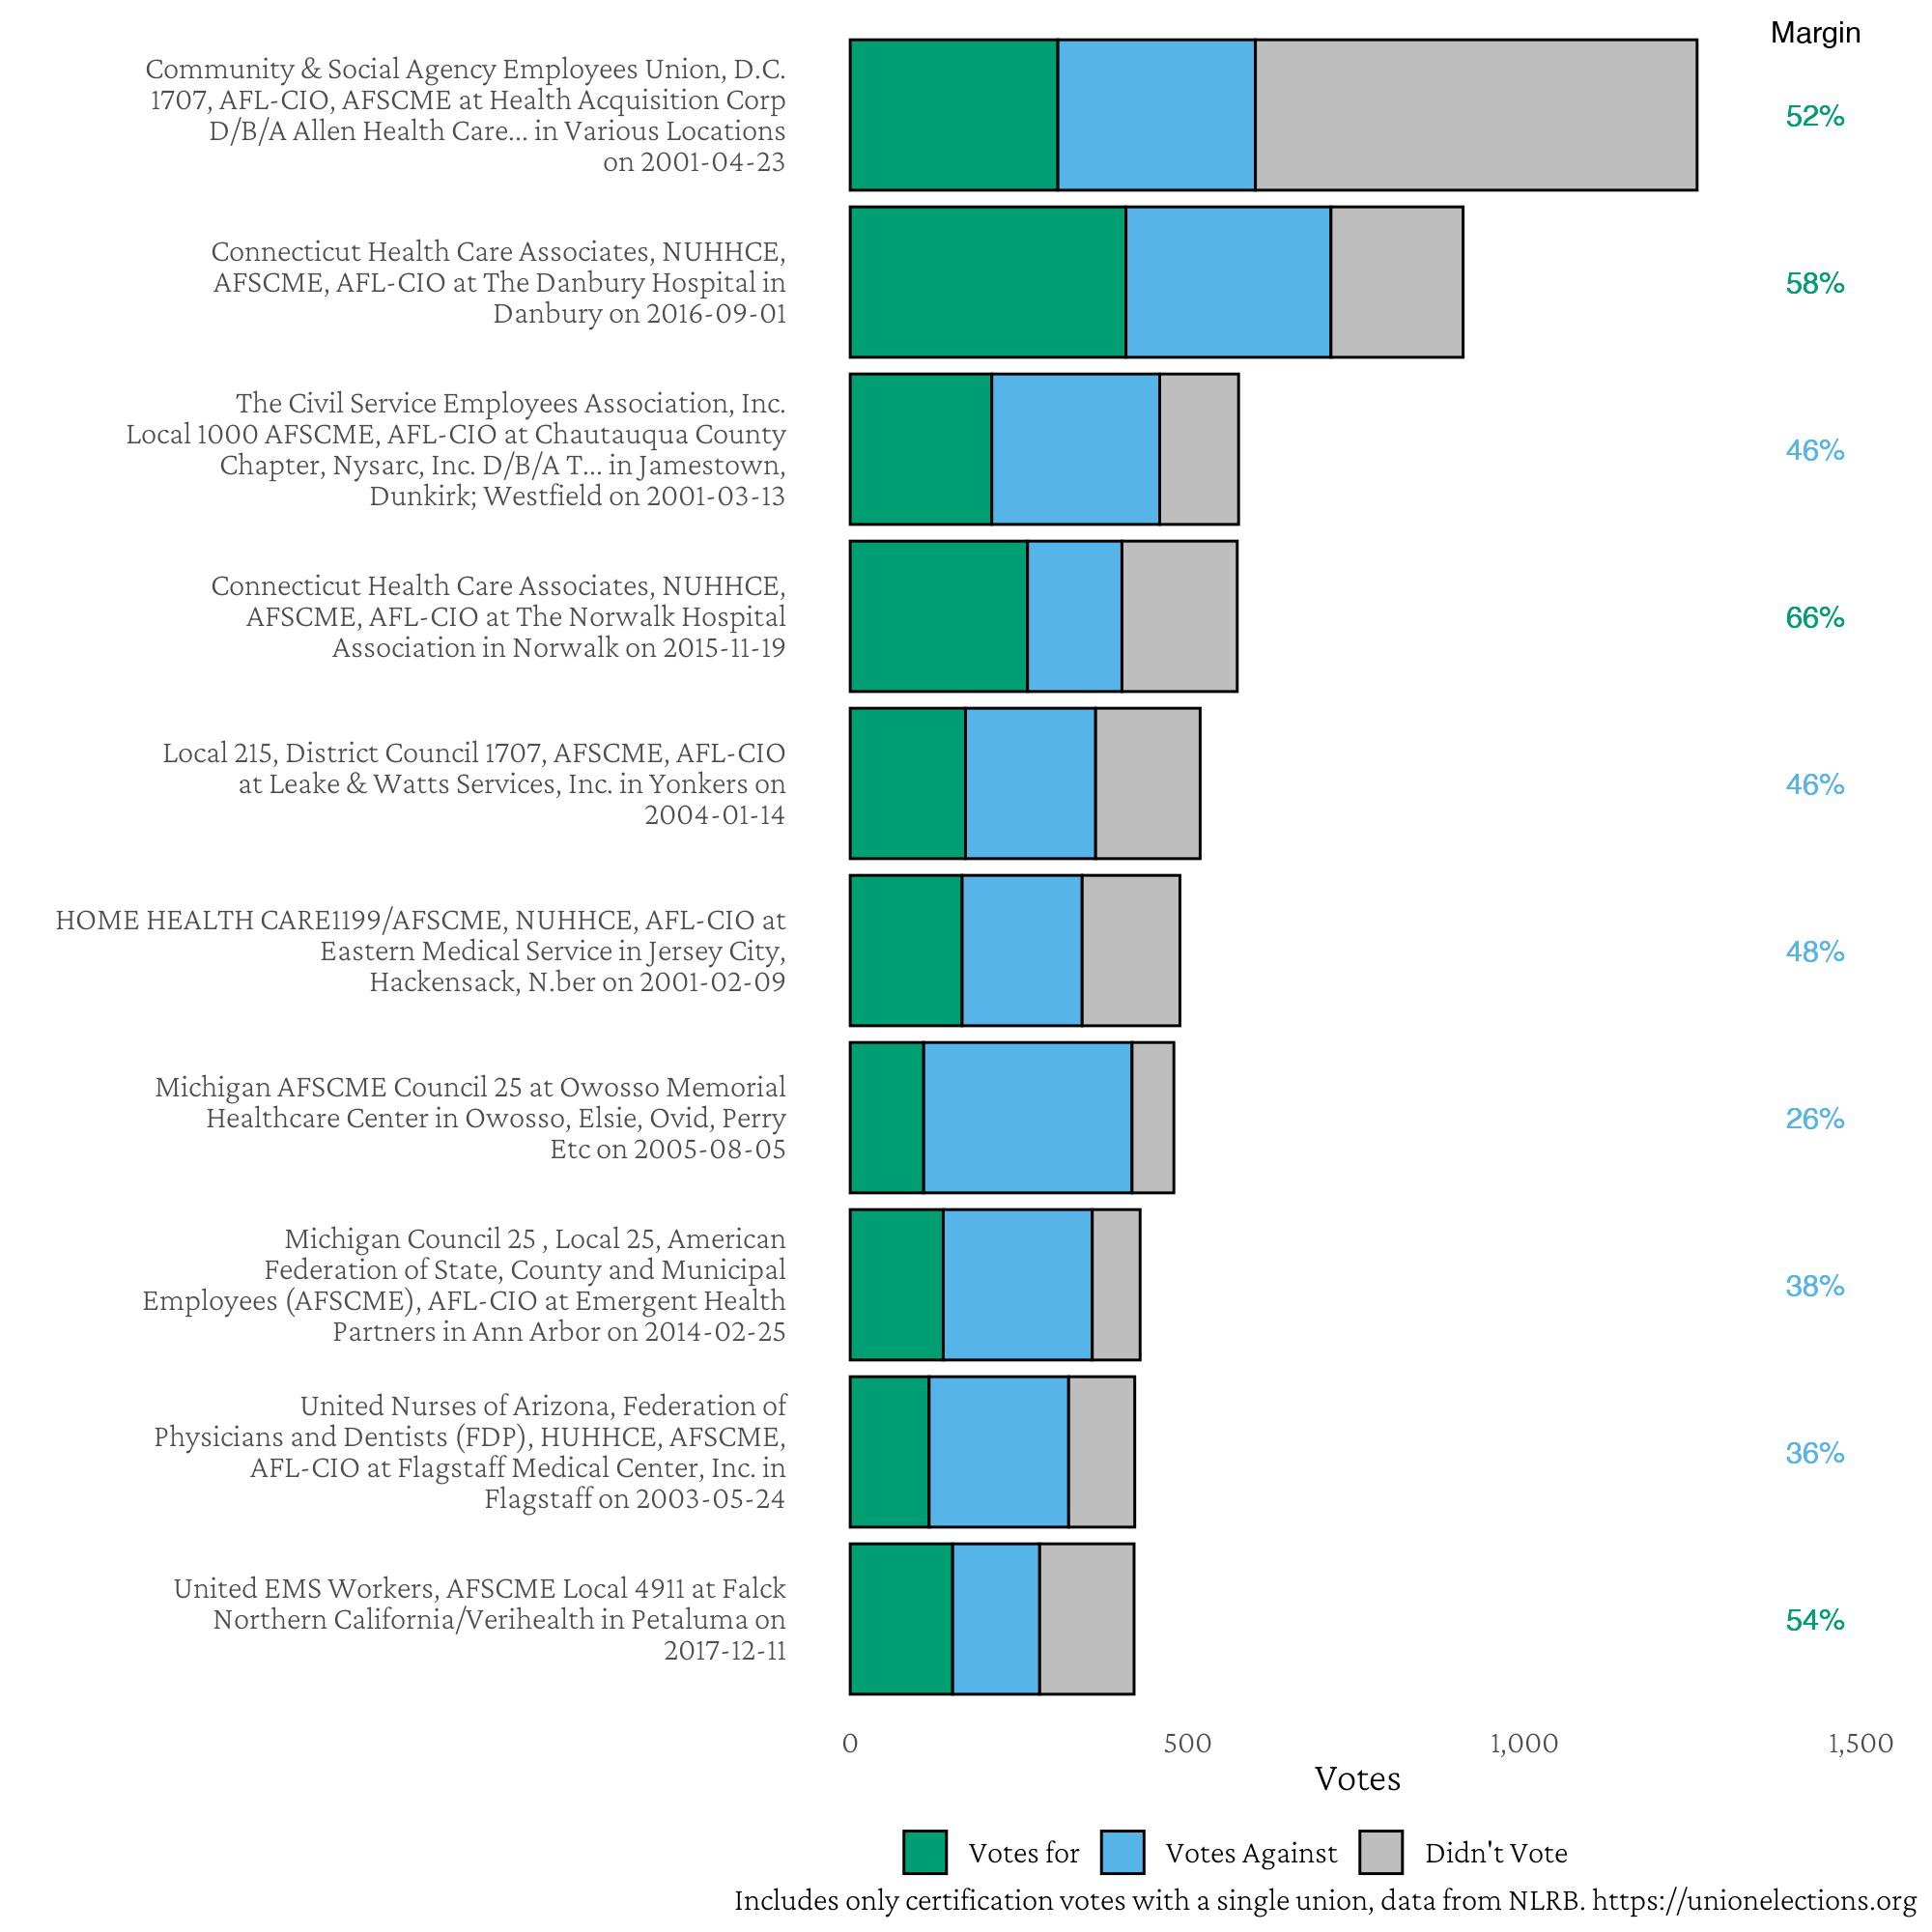 Margin
Community & Social Agency Employees Union, D.C.
1707, AFL-CIO, AFSCME at Health Acquisition Corp
D/B/A Allen Health Care... in Various Locations
on 2001-04-23
52%
Connecticut Health Care Associates, NUHHCE,
AFSCME, AFL-CIO at The Danbury Hospital in
Danbury on 2016-09-01
58%
The Civil Service Employees Association, Inc.
Local 1000 AFSCME, AFL-CIO at Chautauqua County
Chapter, Nysarc, Inc. D/B/A T... in Jamestown,
Dunkirk; Westfield on 2001-03-13
46%
Connecticut Health Care Associates, NUHHCE,
AFSCME, AFL-CIO at The Norwalk Hospital
Association in Norwalk on 2015-11-19
66%
Local 215, District Council 1707, AFSCME, AFL-CIO
at Leake & Watts Services, Inc. in Yonkers on
2004-01-14
46%
HOME HEALTH CARE1199/AFSCME, NUHHCE, AFL-CIO at
Eastern Medical Service in Jersey City,
Hackensack, N.ber on 2001-02-09
48%
Michigan AFSCME Council 25 at Owosso Memorial
Healthcare Center in Owosso, Elsie, Ovid, Perry
Etc on 2005-08-05
26%
Michigan Council 25 , Local 25, American
Federation of State, County and Municipal
Employees (AFSCME), AFL-CIO at Emergent Health
Partners in Ann Arbor on 2014-02-25
38%
United Nurses of Arizona, Federation of
Physicians and Dentists (FDP), HUHHCE, AFSCME,
AFL-CIO at Flagstaff Medical Center, Inc. in
Flagstaff on 2003-05-24
36%
United EMS Workers, AFSCME Local 4911 at Falck
Northern California/Verihealth in Petaluma on
2017-12-11
54%
0 500 1,000 1,500
Votes
Votes for Votes Against Didn't Vote
Includes only certification votes with a single union, data from NLRB. https://unionelections.org